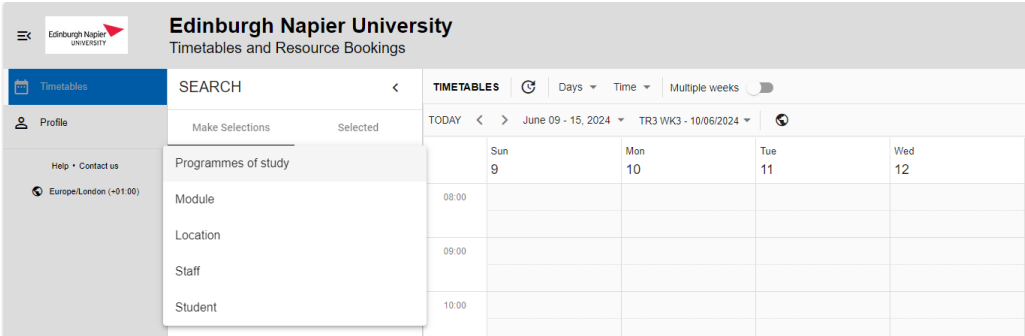 Edinburgh Napier
UNIVERSITY
Edinburgh Napier University
Timetables and Resource Bookings
Timetables
Profile
Help • Contact us
Europe/London (+01:00)
SEARCH
Make Selections Selected
Programmes of study
Module
Location
Staff
Student
TIMETABLES Days Time Multiple weeks
TODAY < > June 09 - 15, 2024 TR3 WK3 - 10/06/2024
Sun Mon Tue Wed
9 10 11 12
08:00
09:00
10:00